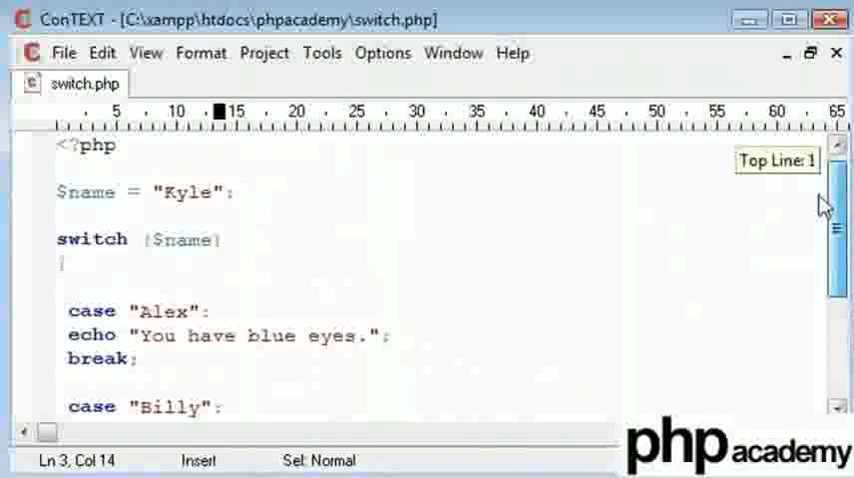 ConTEXT - [C:\xampp\htdocs\phpacademy\switch.php]
File Edit View Format Project Tools Options Window Help
switch.php
5 10 15 20 25 30 35 40 45 50 55 60 65
<?php
Top Line: 1
$name = "Kyle";
switch ($name)
{
case "Alex":
echo "You have blue eyes.";
break;
case "Billy":
Ln 3, Col 14 Insert Sel: Normal
php academy